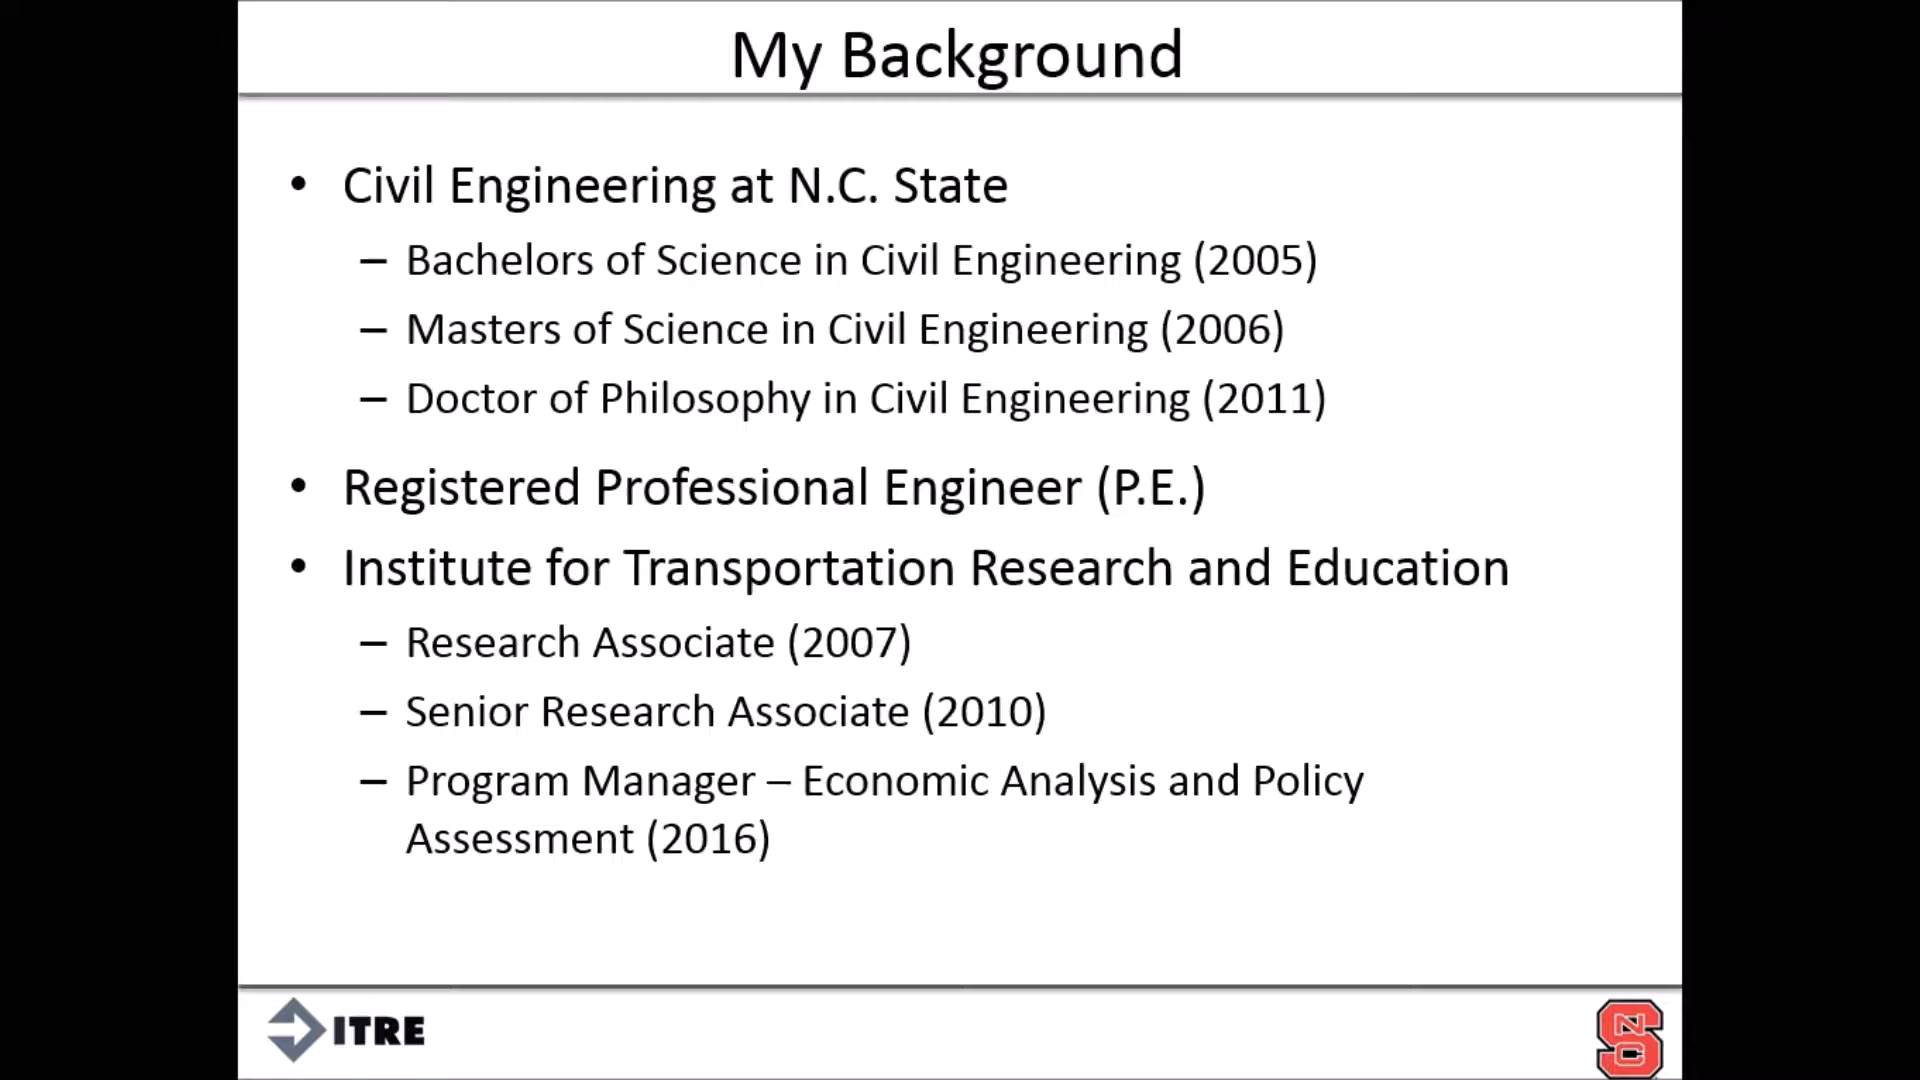 My Background
• Civil Engineering at N.C. State
– Bachelors of Science in Civil Engineering (2005)
– Masters of Science in Civil Engineering (2006)
– Doctor of Philosophy in Civil Engineering (2011)
• Registered Professional Engineer (P.E.)
• Institute for Transportation Research and Education
– Research Associate (2007)
– Senior Research Associate (2010)
– Program Manager – Economic Analysis and Policy
Assessment (2016)
ITRE
NCS